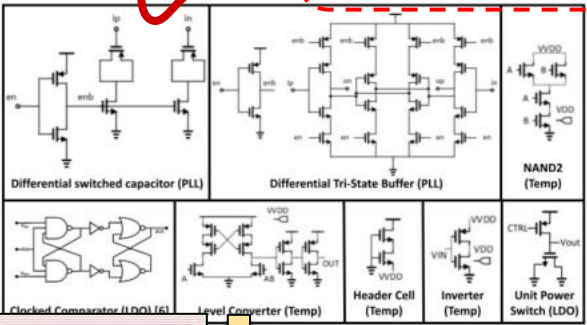 ip in
en enb
Differential switched capacitor (PLL)
enb enb enb enb
en enb ip on op in
en en en en
Differential Tri-State Buffer (PLL)
VVDD
A B
A
VDD
B
NAND2
(Temp)
Clocked Comparator (LDO) [6]
VVDD
A AB OUT
Level Converter (Temp)
VVDD
Header Cell
(Temp)
VVDD
VIN VDD
Inverter
(Temp)
CTRL
Vout
Unit Power
Switch (LDO)